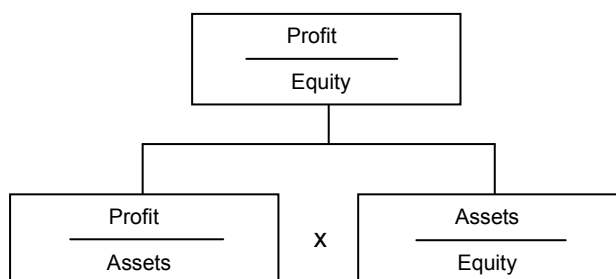 Profit
Equity
Profit
Assets
x
Assets
Equity